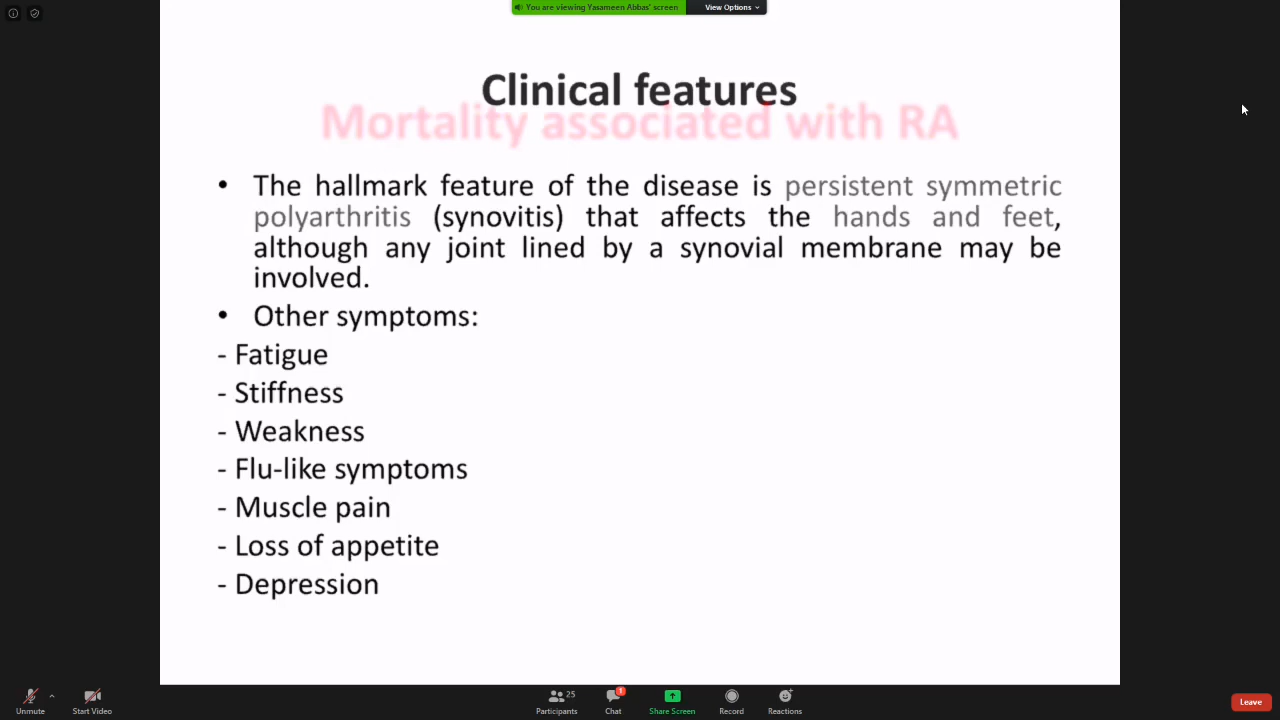 You are viewing Yasameen Abbas' screen
View Options
Clinical features
Mortality associated with RA
• The hallmark feature of the disease is persistent symmetric
polyarthritis (synovitis) that affects the hands and feet,
although any joint lined by a synovial membrane may be
involved.
• Other symptoms:
- Fatigue
- Stiffness
- Weakness
- Flu-like symptoms
- Muscle pain
- Loss of appetite
- Depression
Unmute
Start Video
25
Participants
1
Chat
Share Screen
Record
Reactions
Leave